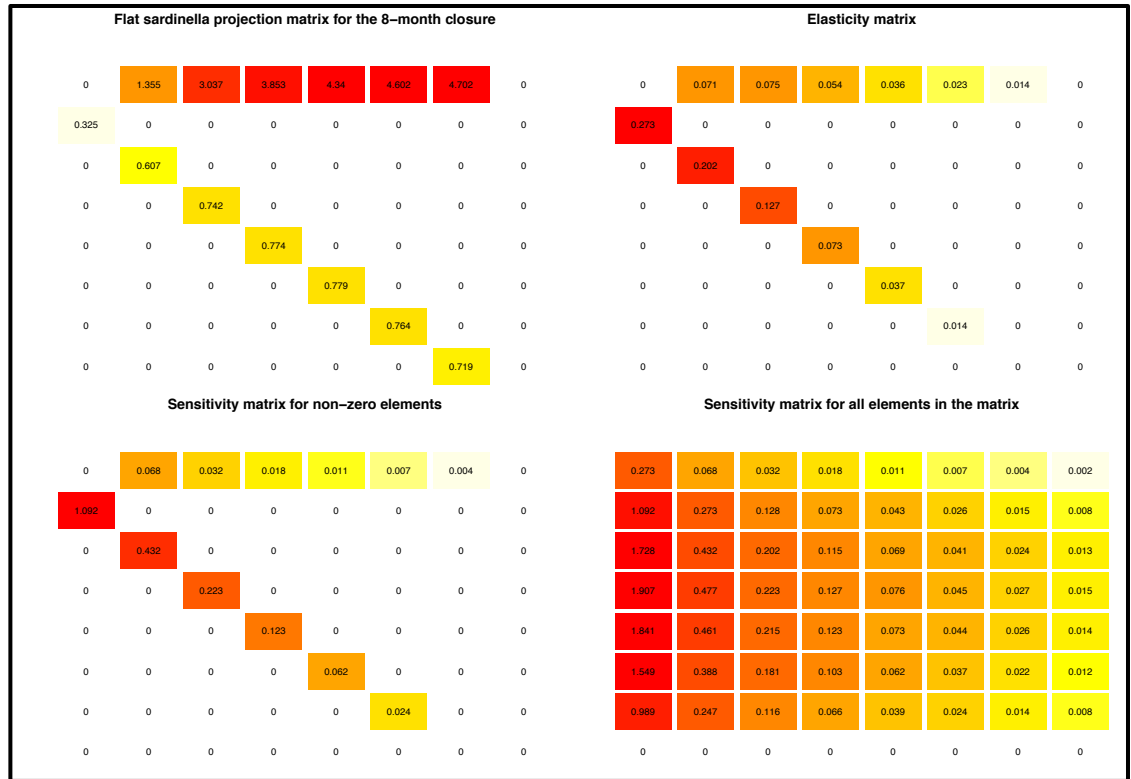 Flat sardinella projection matrix for the 8−month closure
0 1.355 3.037 3.853 4.34 4.602 4.702 0
0.325 0 0 0 0 0 0 0
0 0.607 0 0 0 0 0 0
0 0 0.742 0 0 0 0 0
0 0 0 0.774 0 0 0 0
0 0 0 0 0.779 0 0 0
0 0 0 0 0 0.764 0 0
0 0 0 0 0 0 0.719 0
Elasticity matrix
0 0.071 0.075 0.054 0.036 0.023 0.014 0
0.273 0 0 0 0 0 0 0
0 0.202 0 0 0 0 0 0
0 0 0.127 0 0 0 0 0
0 0 0 0.073 0 0 0 0
0 0 0 0 0.037 0 0 0
0 0 0 0 0 0.014 0 0
0 0 0 0 0 0 0 0
Sensitivity matrix for non−zero elements
0 0.068 0.032 0.018 0.011 0.007 0.004 0
1.092 0 0 0 0 0 0 0
0 0.432 0 0 0 0 0 0
0 0 0.223 0 0 0 0 0
0 0 0 0.123 0 0 0 0
0 0 0 0 0.062 0 0 0
0 0 0 0 0 0.024 0 0
0 0 0 0 0 0 0 0
Sensitivity matrix for all elements in the matrix
0.273 0.068 0.032 0.018 0.011 0.007 0.004 0.002
1.092 0.273 0.128 0.073 0.043 0.026 0.015 0.008
1.728 0.432 0.202 0.115 0.069 0.041 0.024 0.013
1.907 0.477 0.223 0.127 0.076 0.045 0.027 0.015
1.841 0.461 0.215 0.123 0.073 0.044 0.026 0.014
1.549 0.388 0.181 0.103 0.062 0.037 0.022 0.012
0.989 0.247 0.116 0.066 0.039 0.024 0.014 0.008
0 0 0 0 0 0 0 0